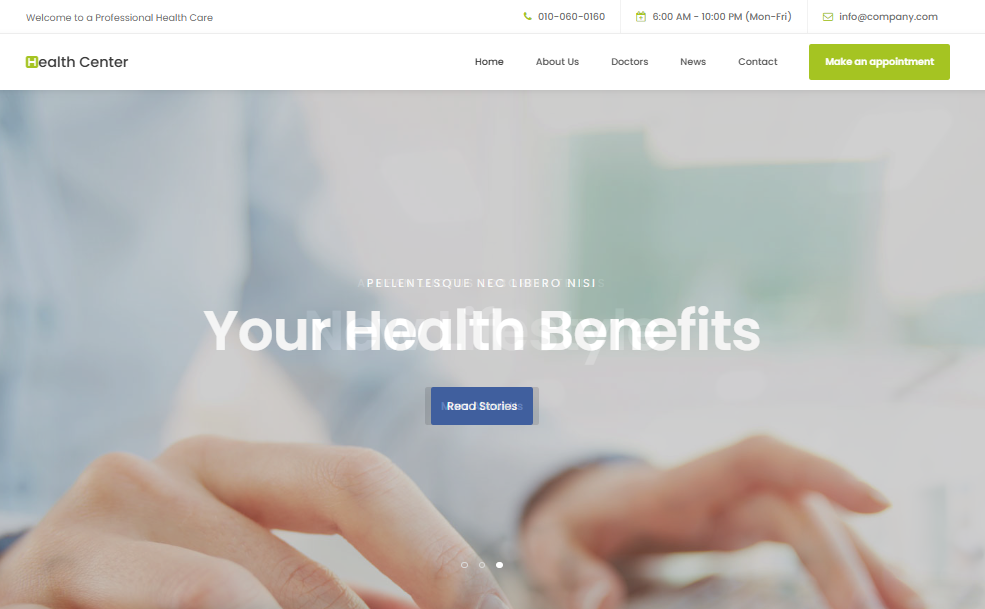 Welcome to a Professional Health Care
010-060-0160
6:00 AM - 10:00 PM (Mon-Fri)
info@company.com
Health Center
Home
About Us
Doctors
News
Contact
Make an appointment
PELLENTESQUE NEC LIBERO NISI
Your Health Benefits
New Lifestyle
Read Stories